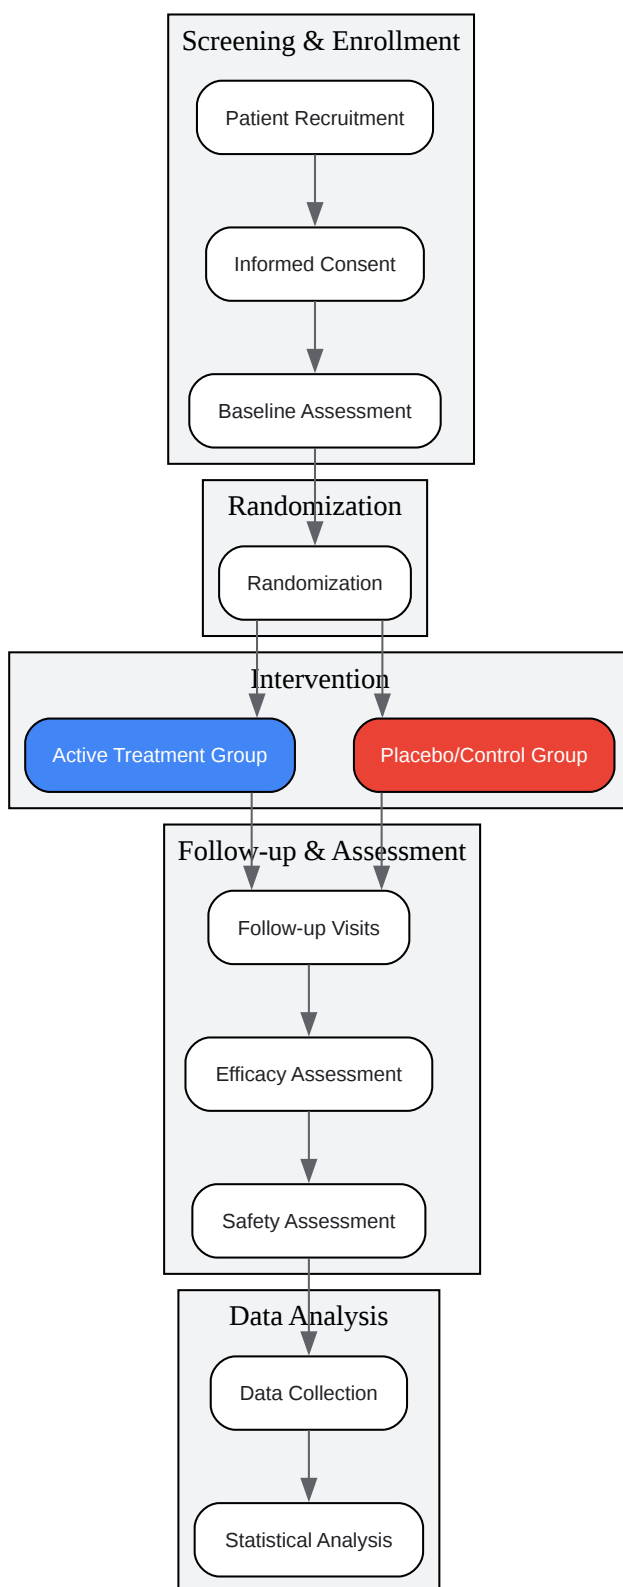 Screening & Enrollment
Patient Recruitment
Informed Consent
Baseline Assessment
Randomization
Randomization
Intervention
Active Treatment Group
Placebo/Control Group
Follow-up & Assessment
Follow-up Visits
Efficacy Assessment
Safety Assessment
Data Analysis
Data Collection
Statistical Analysis